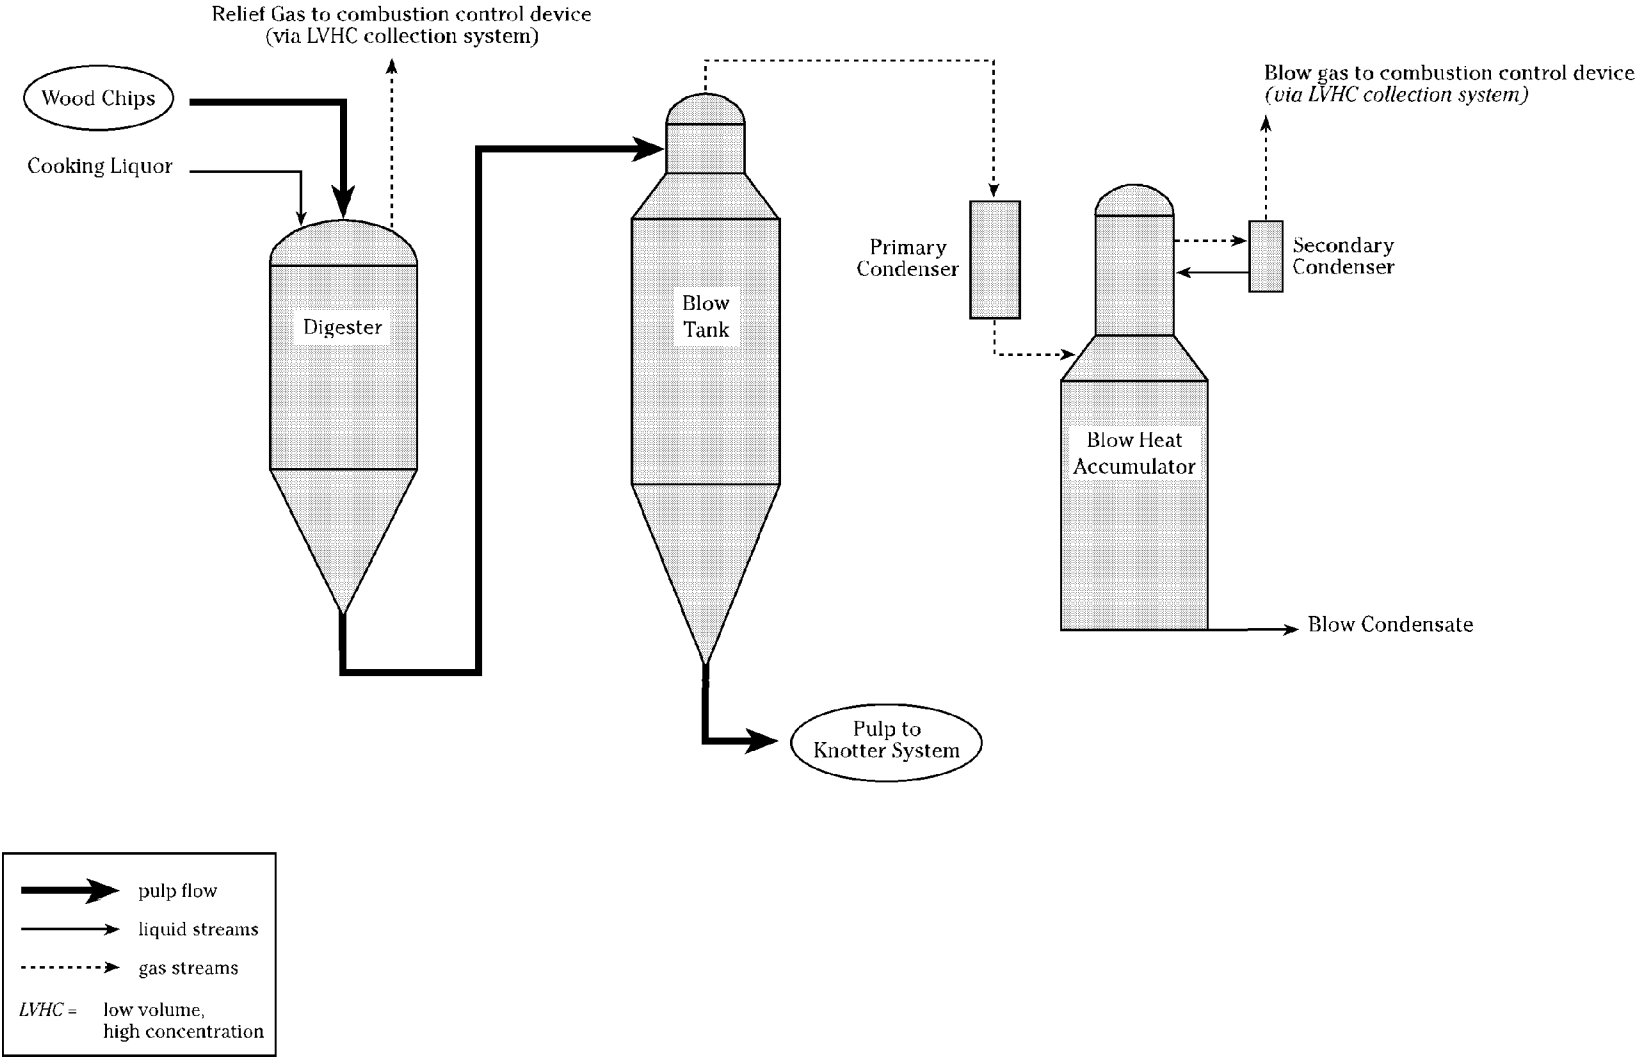 Relief Gas to combustion control device
(via LVHC collection system)
Wood Chips
Cooking Liquor
Digester
Blow
Tank
Primary
Condenser
Blow gas to combustion control device
(via LVHC collection system)
Secondary
Condenser
Blow Heat
Accumulator
Blow Condensate
Pulp to
Knotter System
pulp flow
liquid streams
gas streams
LVHC = low volume,
high concentration